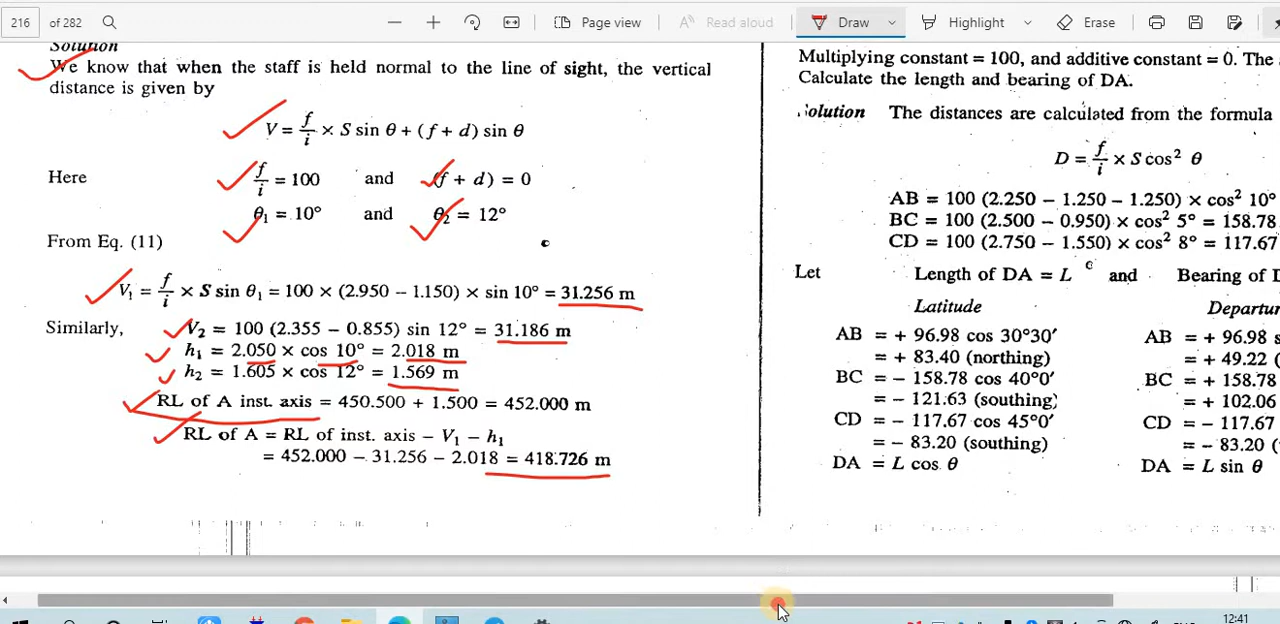 216 of 282 Page view Read aloud Draw Highlight Erase
Solution
We know that when the staff is held normal to the line of sight, the vertical
distance is given by
V = f/i × S sin θ + (f + d) sin θ
Here f/i = 100 and (f + d) = 0
θ₁ = 10° and θ₂ = 12°
From Eq. (11)
V₁ = f/i × S sin θ₁ = 100 × (2.950 − 1.150) × sin 10° = 31.256 m
Similarly, V₂ = 100 (2.355 − 0.855) sin 12° = 31.186 m
h₁ = 2.050 × cos 10° = 2.018 m
h₂ = 1.605 × cos 12° = 1.569 m
RL of A inst. axis = 450.500 + 1.500 = 452.000 m
RL of A = RL of inst. axis − V₁ − h₁
= 452.000 − 31.256 − 2.018 = 418.726 m
Multiplying constant = 100, and additive constant = 0. The
Calculate the length and bearing of DA.
Solution The distances are calculated from the formula
D = f/i × S cos² θ
AB = 100 (2.250 − 1.250 − 1.250) × cos² 10°
BC = 100 (2.500 − 0.950) × cos² 5° = 158.78
CD = 100 (2.750 − 1.550) × cos² 8° = 117.67
Let Length of DA = L and Bearing of
Latitude Departur
AB = + 96.98 cos 30°30′ AB = + 96.98
= + 83.40 (northing) = + 49.22
BC = − 158.78 cos 40°0′ BC = + 158.78
= − 121.63 (southing) = + 102.06
CD = − 117.67 cos 45°0′ CD = − 117.67
= − 83.20 (southing) = − 83.20
DA = L cos θ DA = L sin θ
12:41